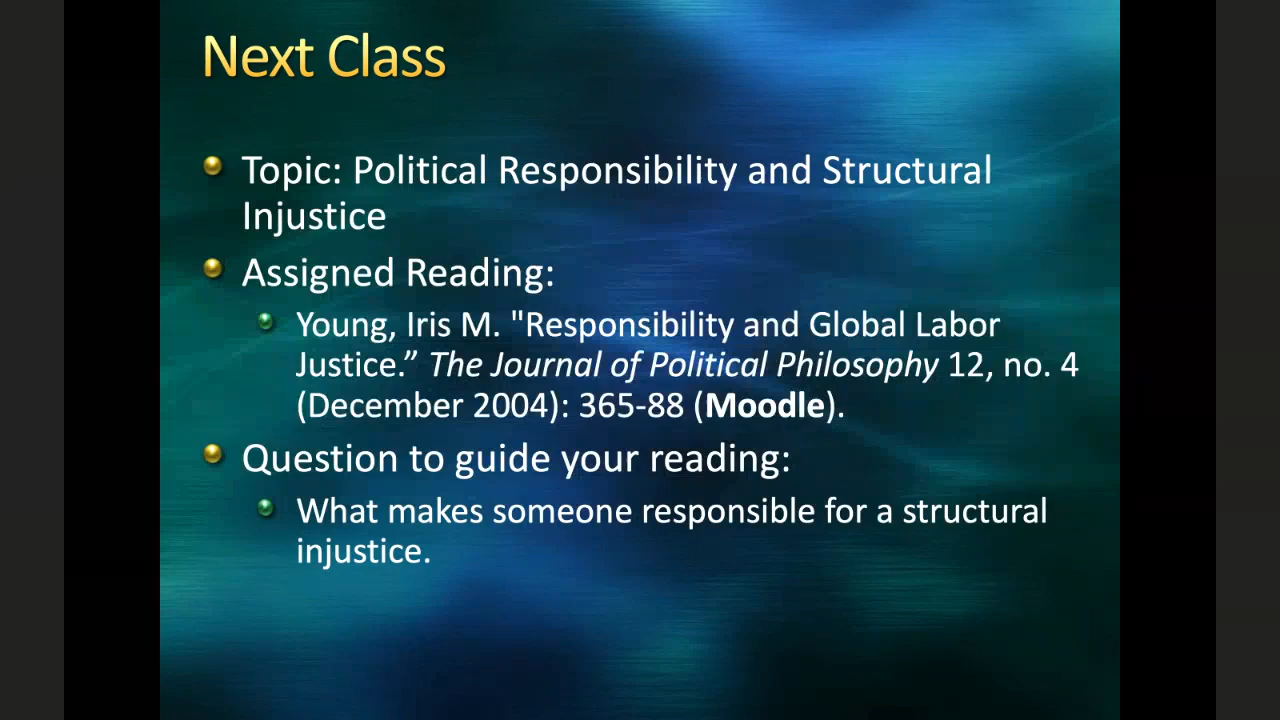 Next Class
Topic: Political Responsibility and Structural
Injustice
Assigned Reading:
Young, Iris M. "Responsibility and Global Labor
Justice.” The Journal of Political Philosophy 12, no. 4
(December 2004): 365-88 (Moodle).
Question to guide your reading:
What makes someone responsible for a structural
injustice.